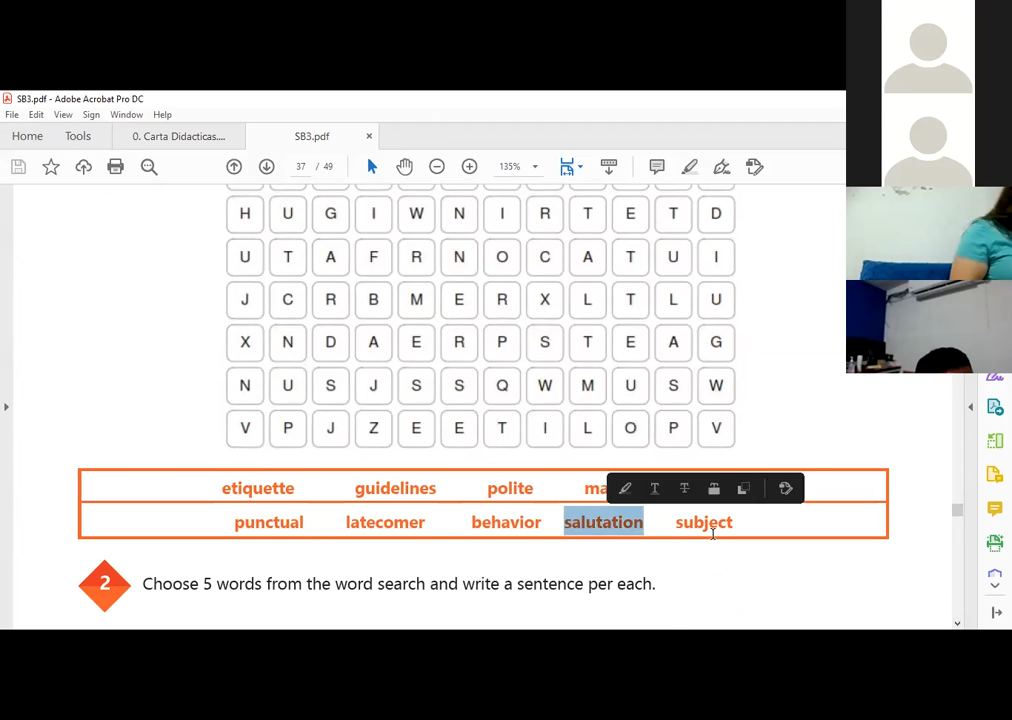 SB3.pdf - Adobe Acrobat Pro DC
File Edit View Sign Window Help
Home Tools 0. Carta Didacticas.... SB3.pdf ×
37 / 49 135%
H U G I W N I R T E T D
U T A F R N O C A T U I
J C R B M E R X L T L U
X N D A E R P S T E A G
N U S J S S Q W M U S W
V P J Z E E T I L O P V
etiquette guidelines polite ma
punctual latecomer behavior salutation subject
2 Choose 5 words from the word search and write a sentence per each.